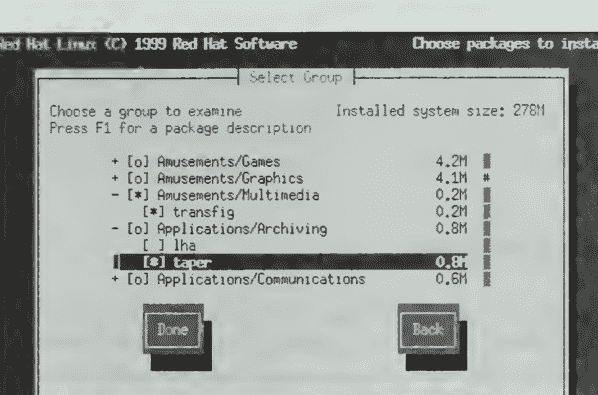 Red Hat Linux (C) 1999 Red Hat Software Choose packages to insta
Select Group
Choose a group to examine Installed system size: 278M
Press F1 for a package description
+ [o] Amusements/Games 4.2M
+ [o] Amusements/Graphics 4.1M #
- [*] Amusements/Multimedia 0.2M
[*] transfig 0.2M
- [o] Applications/Archiving 0.8M
[ ] lha
[*] taper 0.8M
+ [o] Applications/Communications 0.6M
Done Back